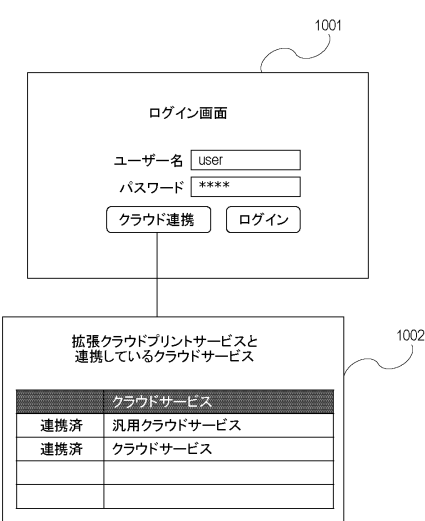 1001
ログイン画面
ユーザー名 user
パスワード ****
クラウド連携 ログイン
1002
拡張クラウドプリントサービスと
連携しているクラウドサービス
クラウドサービス
連携済 汎用クラウドサービス
連携済 クラウドサービス